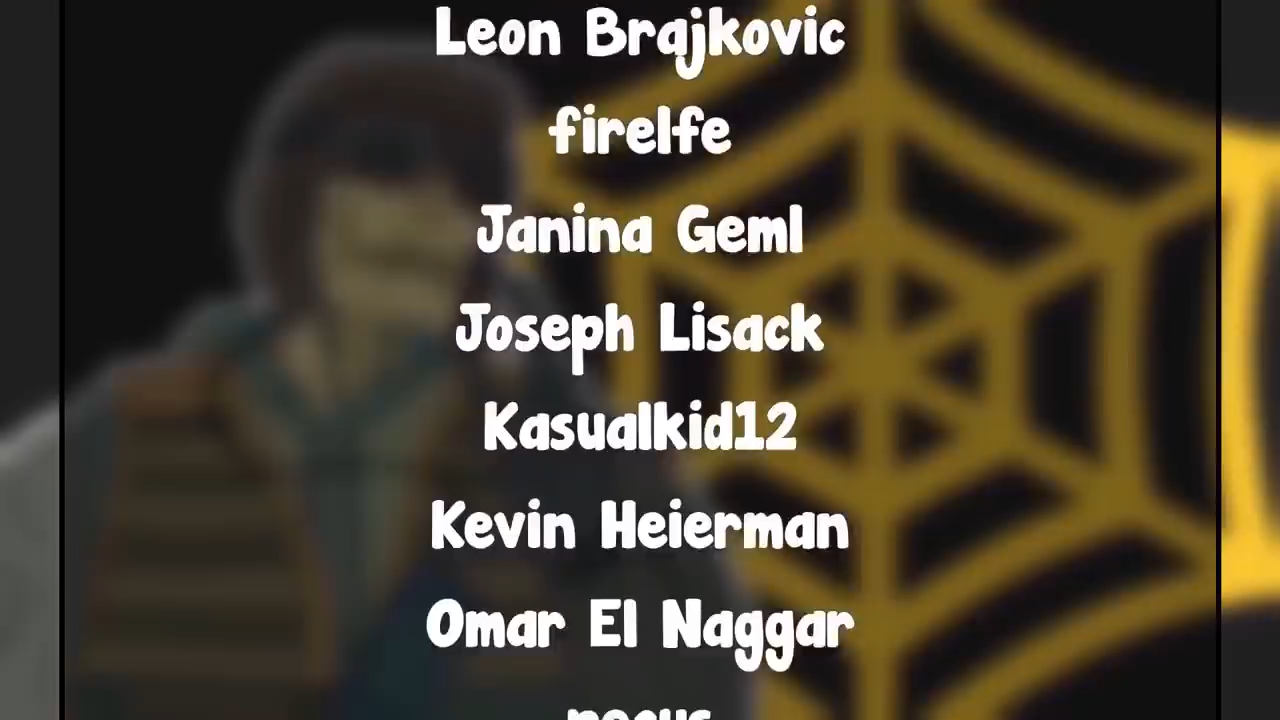 Leon Brajkovic
firelfe
Janina Geml
Joseph Lisack
Kasualkid12
Kevin Heierman
Omar El Naggar